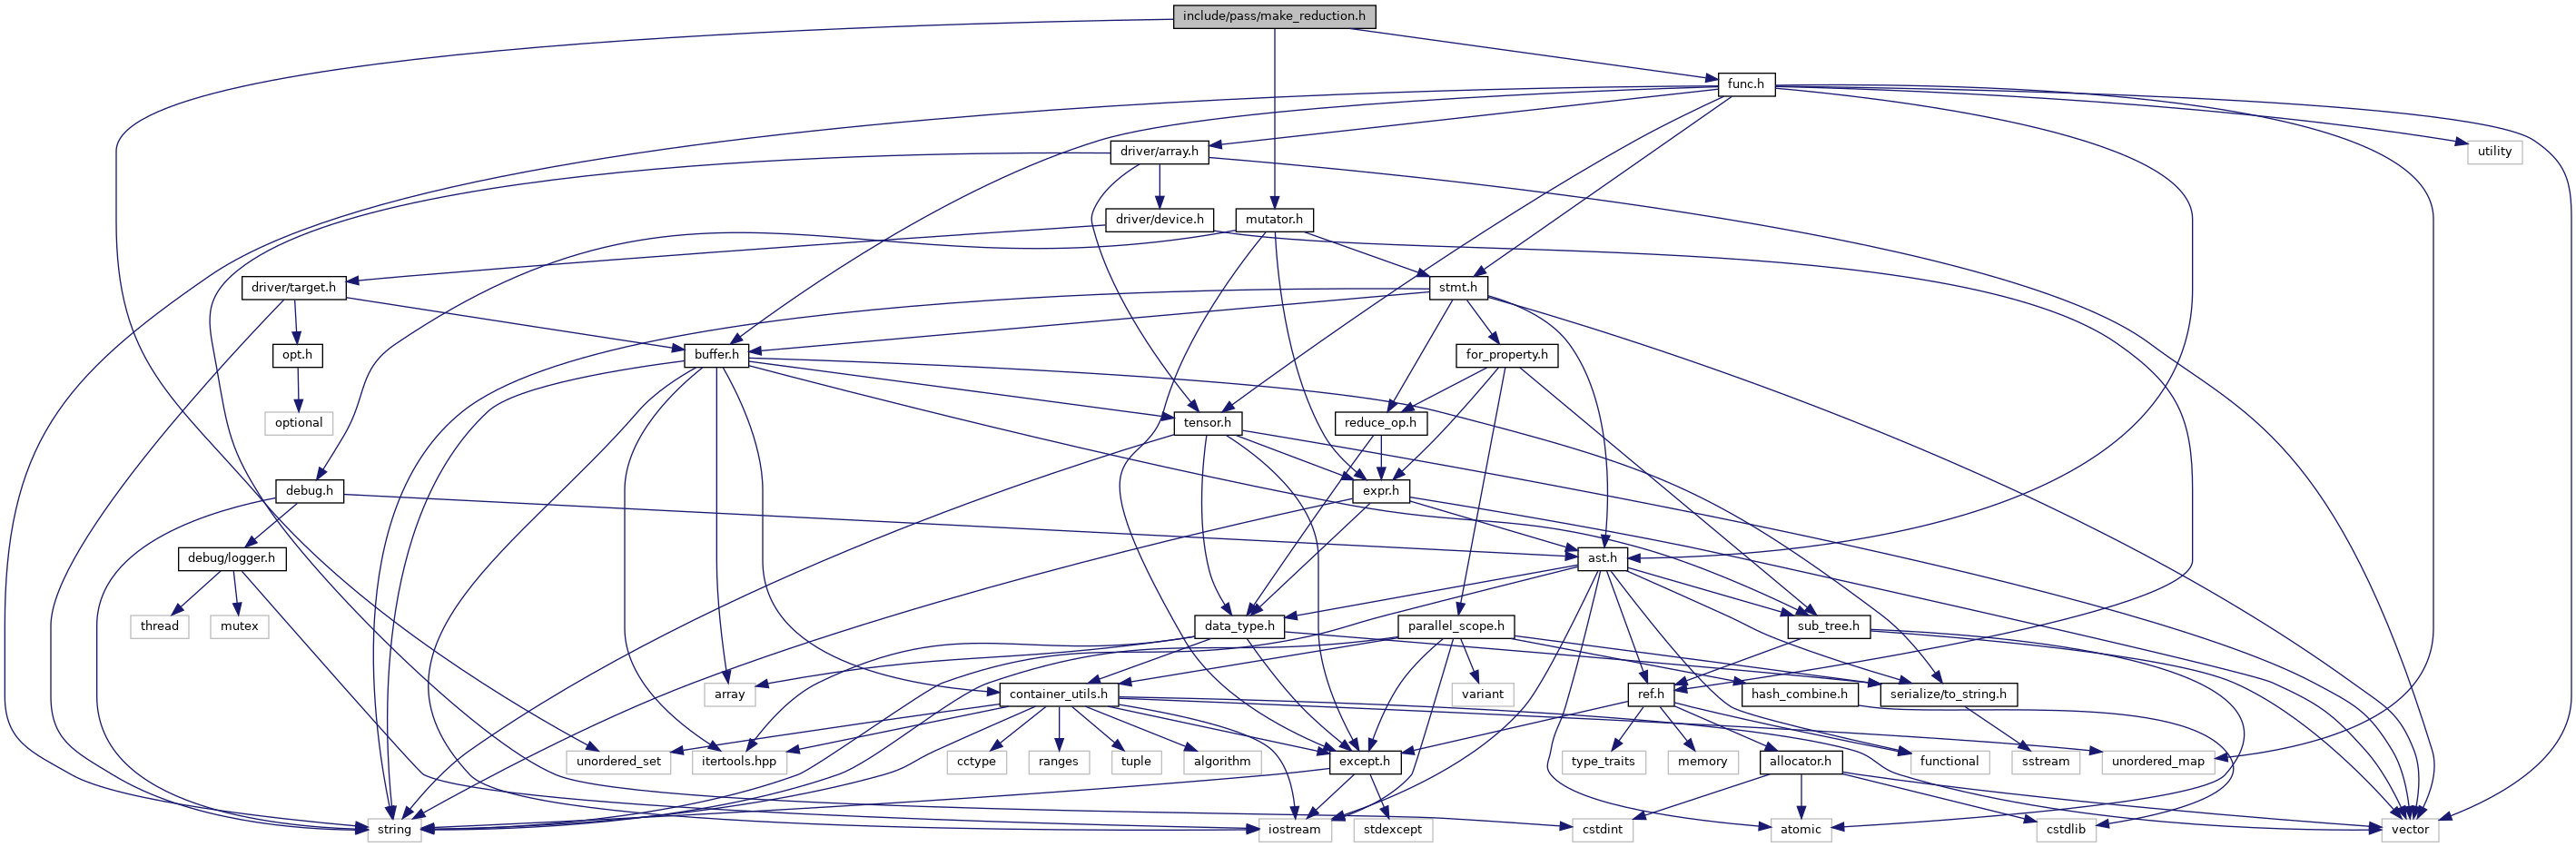 include/pass/make_reduction.h
func.h
driver/array.h
utility
driver/device.h
mutator.h
driver/target.h
stmt.h
opt.h
buffer.h
for_property.h
optional
tensor.h
reduce_op.h
debug.h
expr.h
debug/logger.h
ast.h
thread
mutex
data_type.h
parallel_scope.h
sub_tree.h
array
container_utils.h
variant
ref.h
hash_combine.h
serialize/to_string.h
unordered_set
itertools.hpp
cctype
ranges
tuple
algorithm
except.h
type_traits
memory
allocator.h
functional
sstream
unordered_map
string
iostream
stdexcept
cstdint
atomic
cstdlib
vector